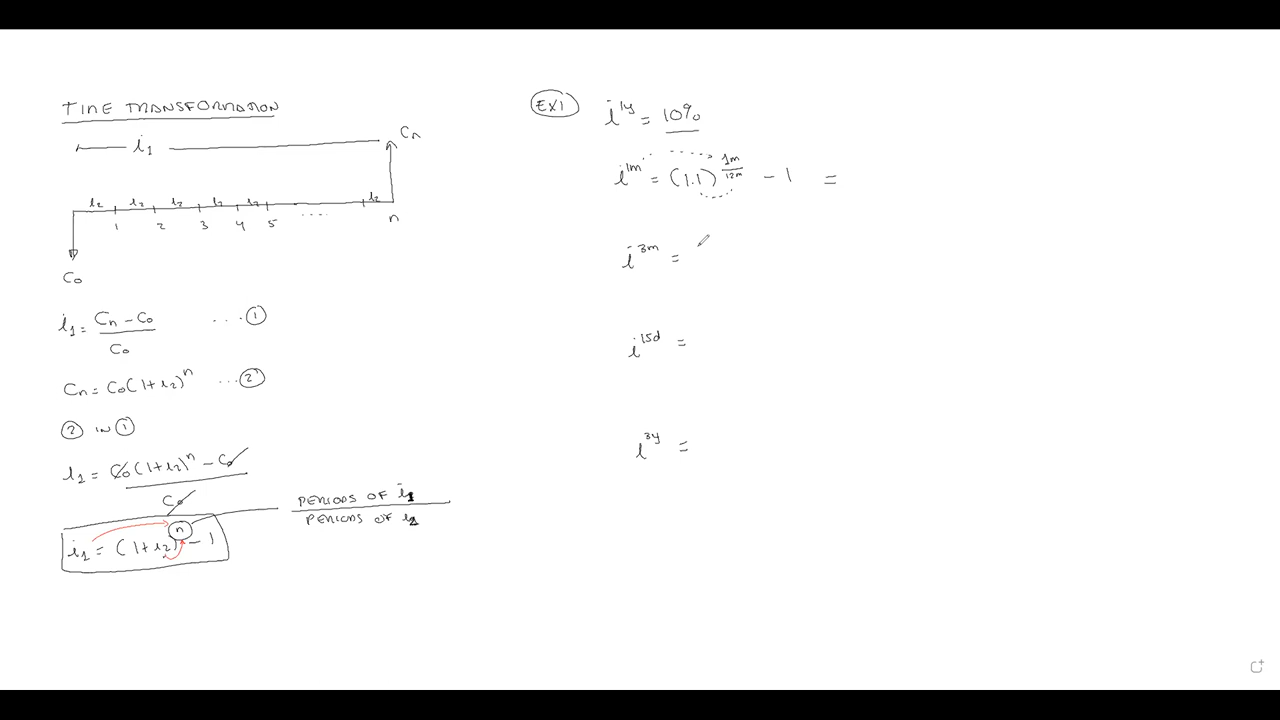 TIME TRANSFORMATION
i₁
Cn
i₂ i₂ i₂ i₂ i₂ i₂
1 2 3 4 5 .... n
C₀
i₁ = (Cn - C₀) / C₀ .... ①
Cn = C₀(1+i₂)ⁿ ... ②
② IN ①
i₁ = (C₀(1+i₂)ⁿ - C₀) / C₀
i₁ = (1+i₂)ⁿ - 1
PERIODS OF i₁
PERIODS OF i₂
EX1
i^1y = 10%
i^1m = (1.1)^(1m/12m) - 1 =
i^3m =
i^15d =
i^3y =